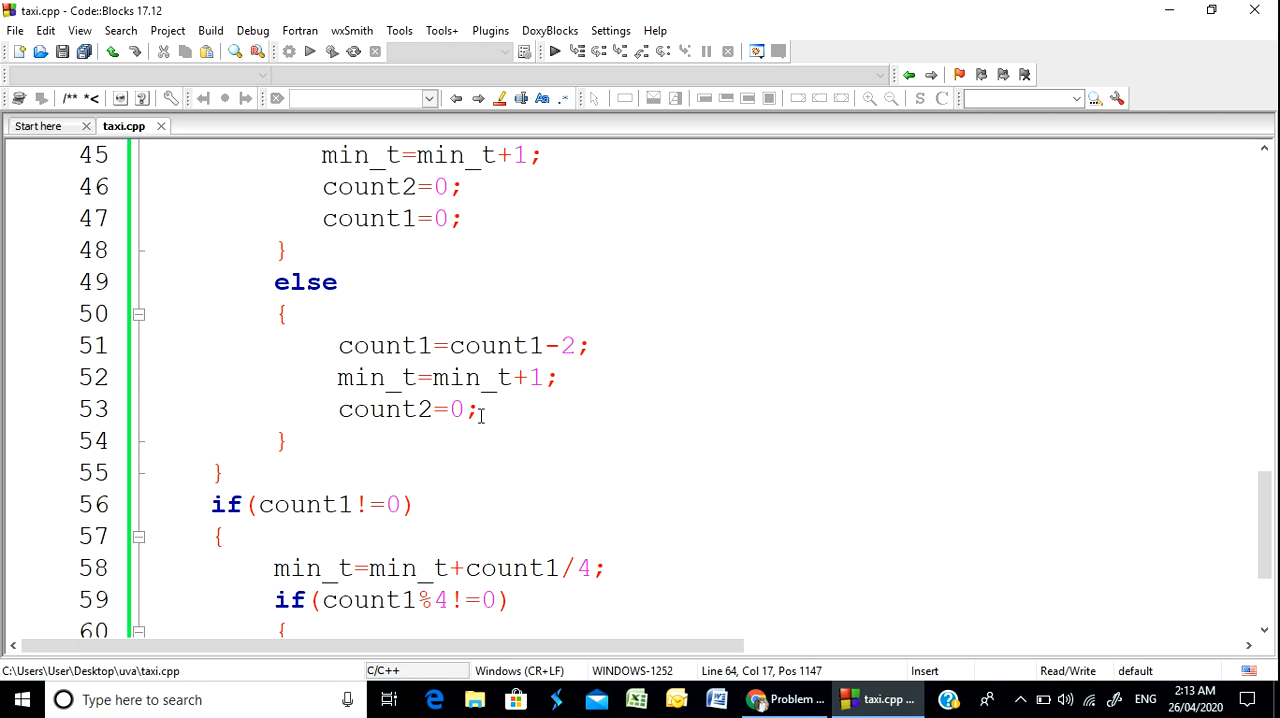 taxi.cpp - Code::Blocks 17.12
File Edit View Search Project Build Debug Fortran wxSmith Tools Tools+ Plugins DoxyBlocks Settings Help
/** *< Aa .* S C
Start here taxi.cpp
45 min_t=min_t+1;
46 count2=0;
47 count1=0;
48 }
49 else
50 {
51 count1=count1-2;
52 min_t=min_t+1;
53 count2=0;
54 }
55 }
56 if(count1!=0)
57 {
58 min_t=min_t+count1/4;
59 if(count1%4!=0)
60 {
C:\Users\User\Desktop\uva\taxi.cpp C/C++ Windows (CR+LF) WINDOWS-1252 Line 64, Col 17, Pos 1147 Insert Read/Write default
Type here to search Problem ... taxi.cpp ... ENG 2:13 AM
26/04/2020